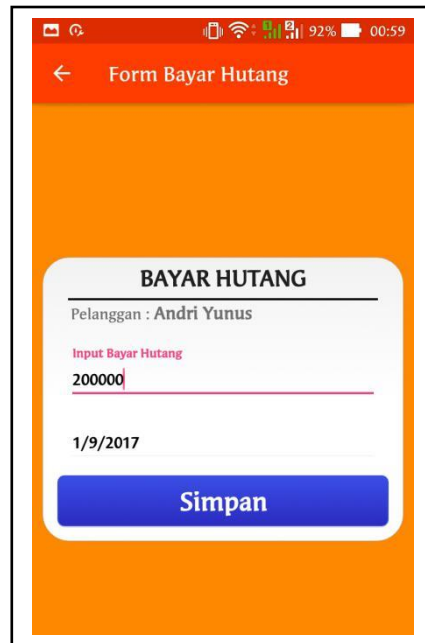 92% 00:59
Form Bayar Hutang
BAYAR HUTANG
Pelanggan : Andri Yunus
Input Bayar Hutang
200000
1/9/2017
Simpan